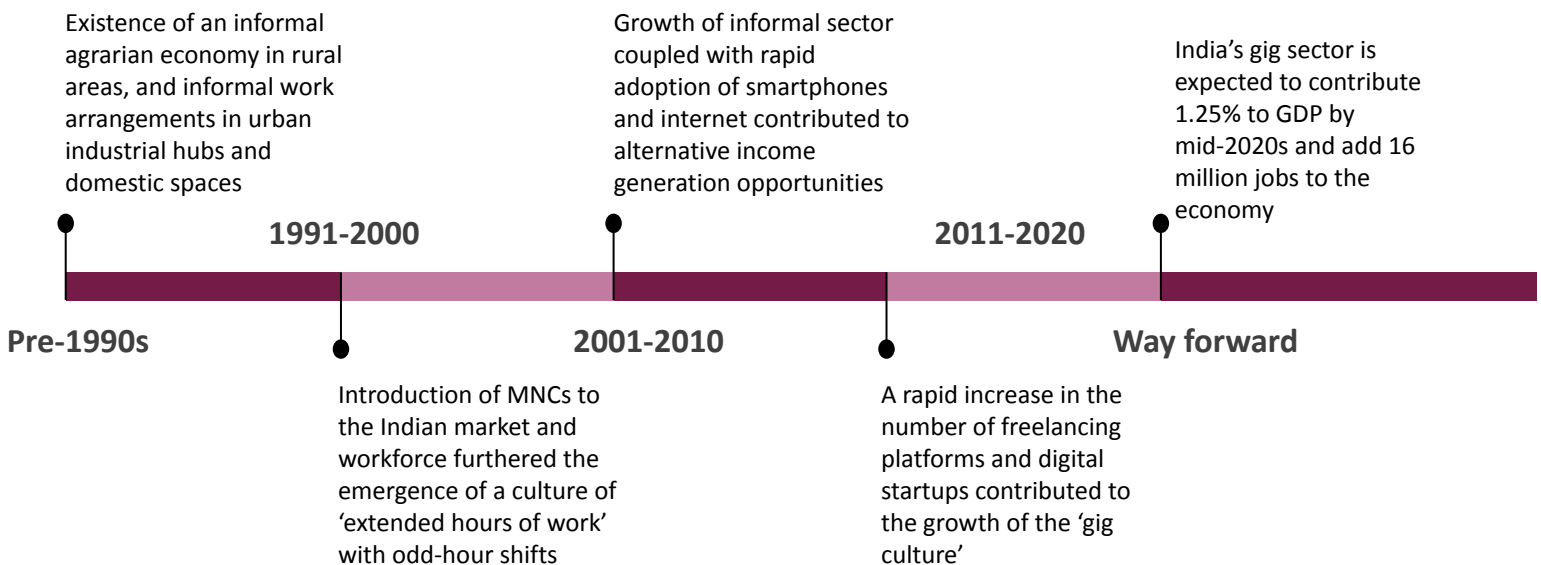 Existence of an informal
agrarian economy in rural
areas, and informal work
arrangements in urban
industrial hubs and
domestic spaces
Growth of informal sector
coupled with rapid
adoption of smartphones
and internet contributed to
alternative income
generation opportunities
India’s gig sector is
expected to contribute
1.25% to GDP by
mid-2020s and add 16
million jobs to the
economy
1991-2000
2011-2020
Pre-1990s
2001-2010
Way forward
Introduction of MNCs to
the Indian market and
workforce furthered the
emergence of a culture of
‘extended hours of work’
with odd-hour shifts
A rapid increase in the
number of freelancing
platforms and digital
startups contributed to
the growth of the ‘gig
culture’